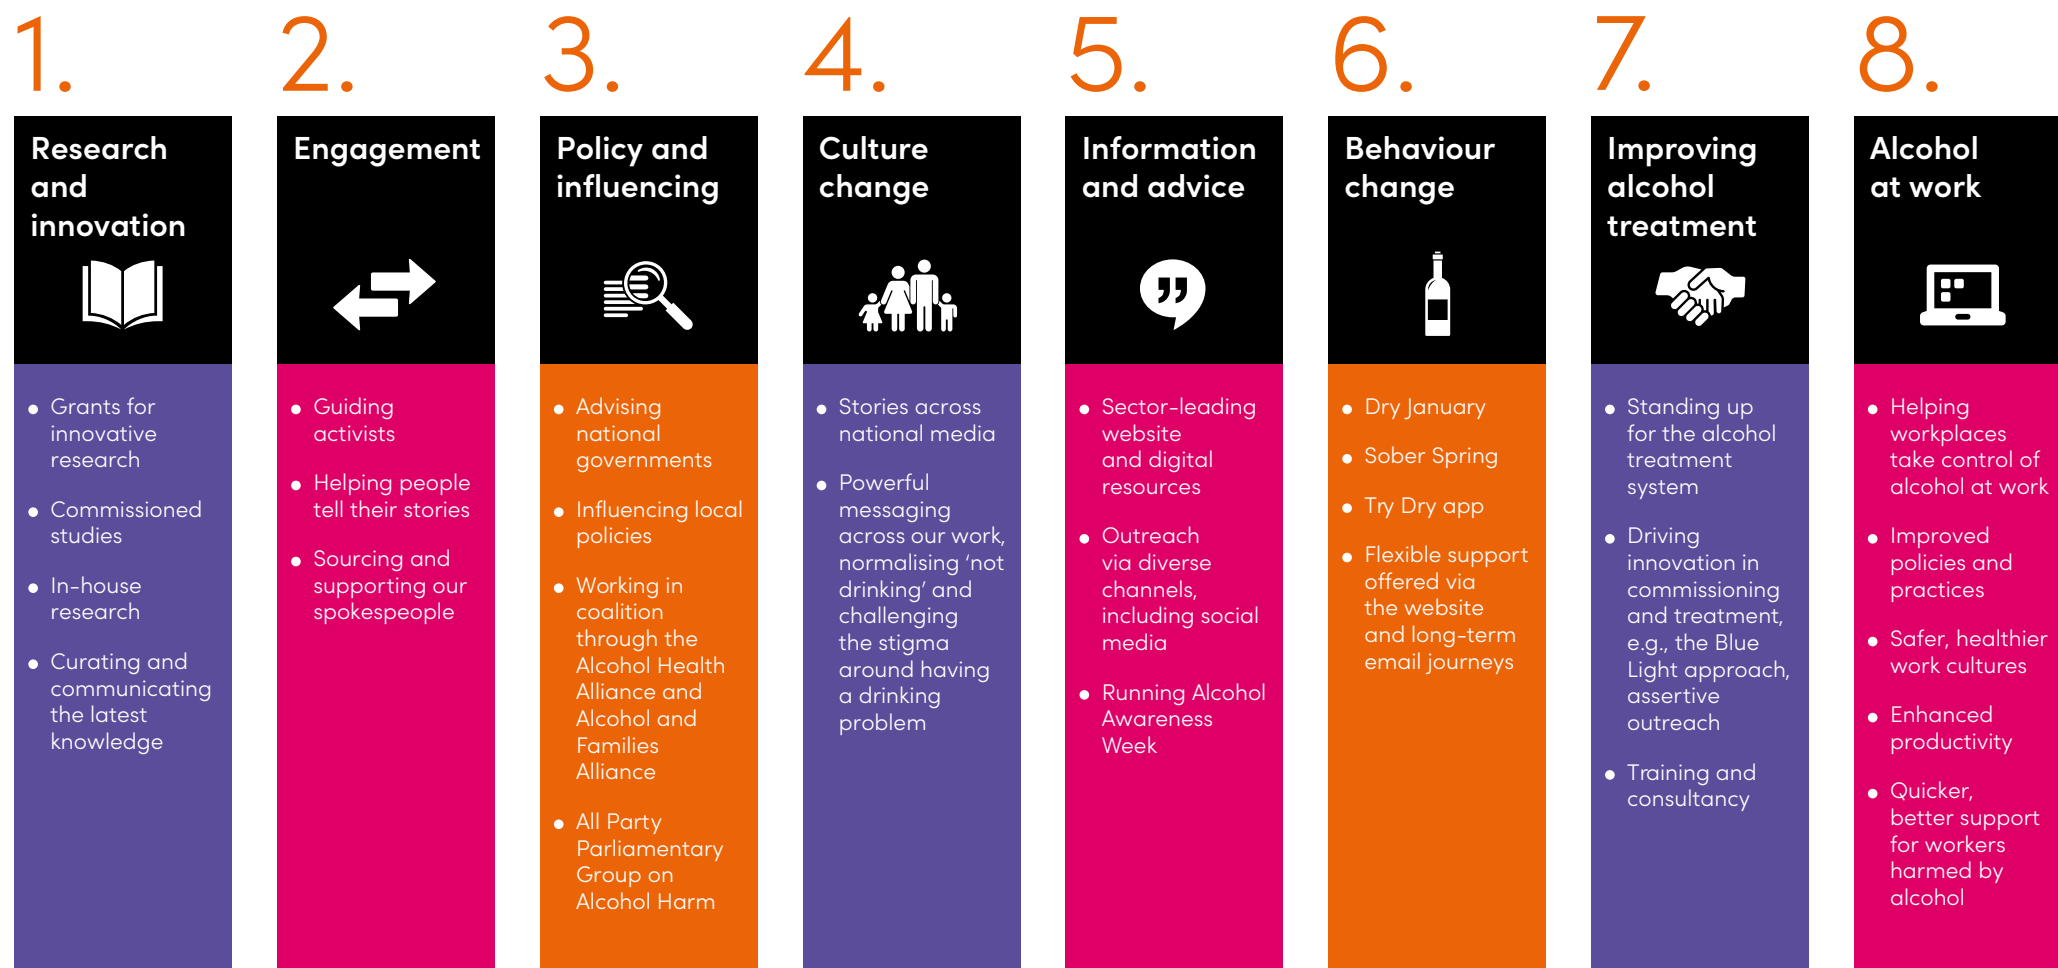 1.
Research
and
innovation
• Grants for
innovative
research
• Commissioned
studies
• In-house
research
• Curating and
communicating
the latest
knowledge
2.
Engagement
• Guiding
activists
• Helping people
tell their stories
• Sourcing and
supporting our
spokespeople
3.
Policy and
influencing
• Advising
national
governments
• Influencing local
policies
• Working in
coalition
through the
Alcohol Health
Alliance and
Alcohol and
Families
Alliance
• All Party
Parliamentary
Group on
Alcohol Harm
4.
Culture
change
• Stories across
national media
• Powerful
messaging
across our work,
normalising ‘not
drinking’ and
challenging
the stigma
around having
a drinking
problem
5.
Information
and advice
• Sector-leading
website
and digital
resources
• Outreach
via diverse
channels,
including social
media
• Running Alcohol
Awareness
Week
6.
Behaviour
change
• Dry January
• Sober Spring
• Try Dry app
• Flexible support
offered via
the website
and long-term
email journeys
7.
Improving
alcohol
treatment
• Standing up
for the alcohol
treatment
system
• Driving
innovation in
commissioning
and treatment,
e.g., the Blue
Light approach,
assertive
outreach
• Training and
consultancy
8.
Alcohol
at work
• Helping
workplaces
take control of
alcohol at work
• Improved
policies and
practices
• Safer, healthier
work cultures
• Enhanced
productivity
• Quicker,
better support
for workers
harmed by
alcohol